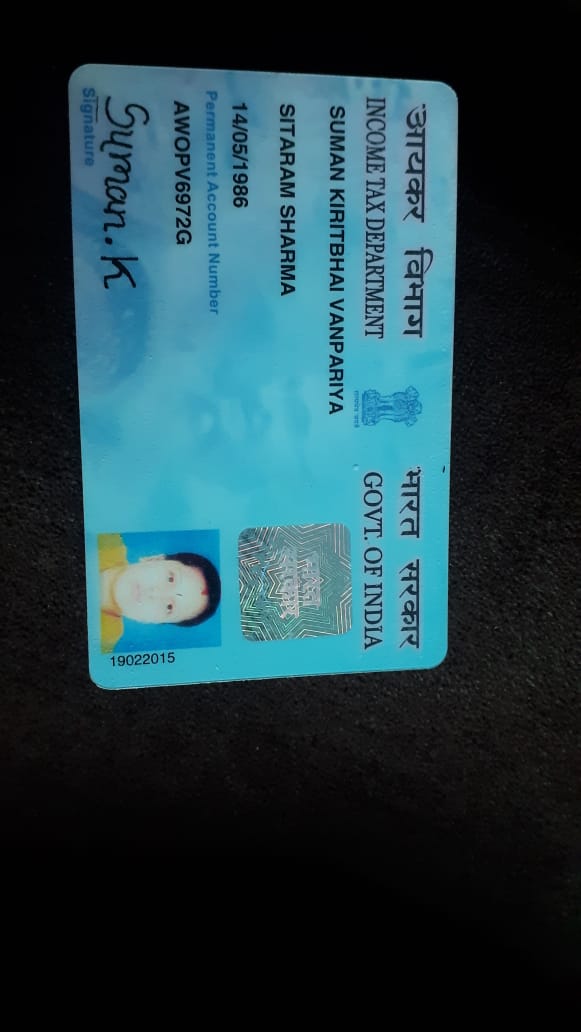 आयकर विभाग
INCOME TAX DEPARTMENT
भारत सरकार
GOVT. OF INDIA
सत्यमेव जयते
SUMAN KIRITBHAI VANPARIYA
SITARAM SHARMA
14/05/1986
Permanent Account Number
AWOPV6972G
Suman.K
Signature
भारत सरकार
19022015